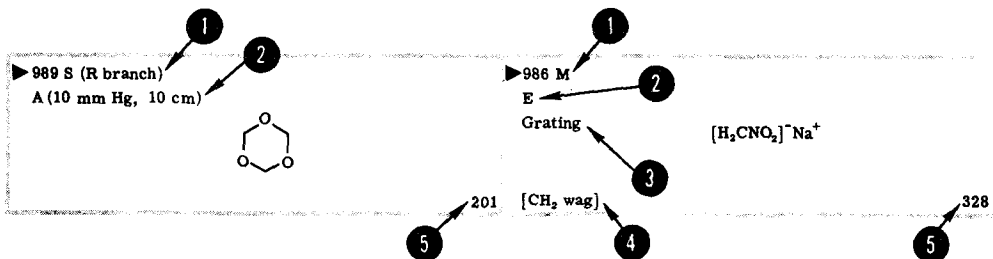 1
2
989 S (R branch)
A (10 mm Hg, 10 cm)
O
O O
201
5
1
986 M
2
E
Grating
3
[H₂CNO₂]⁻Na⁺
[CH₂ wag]
4
328
5